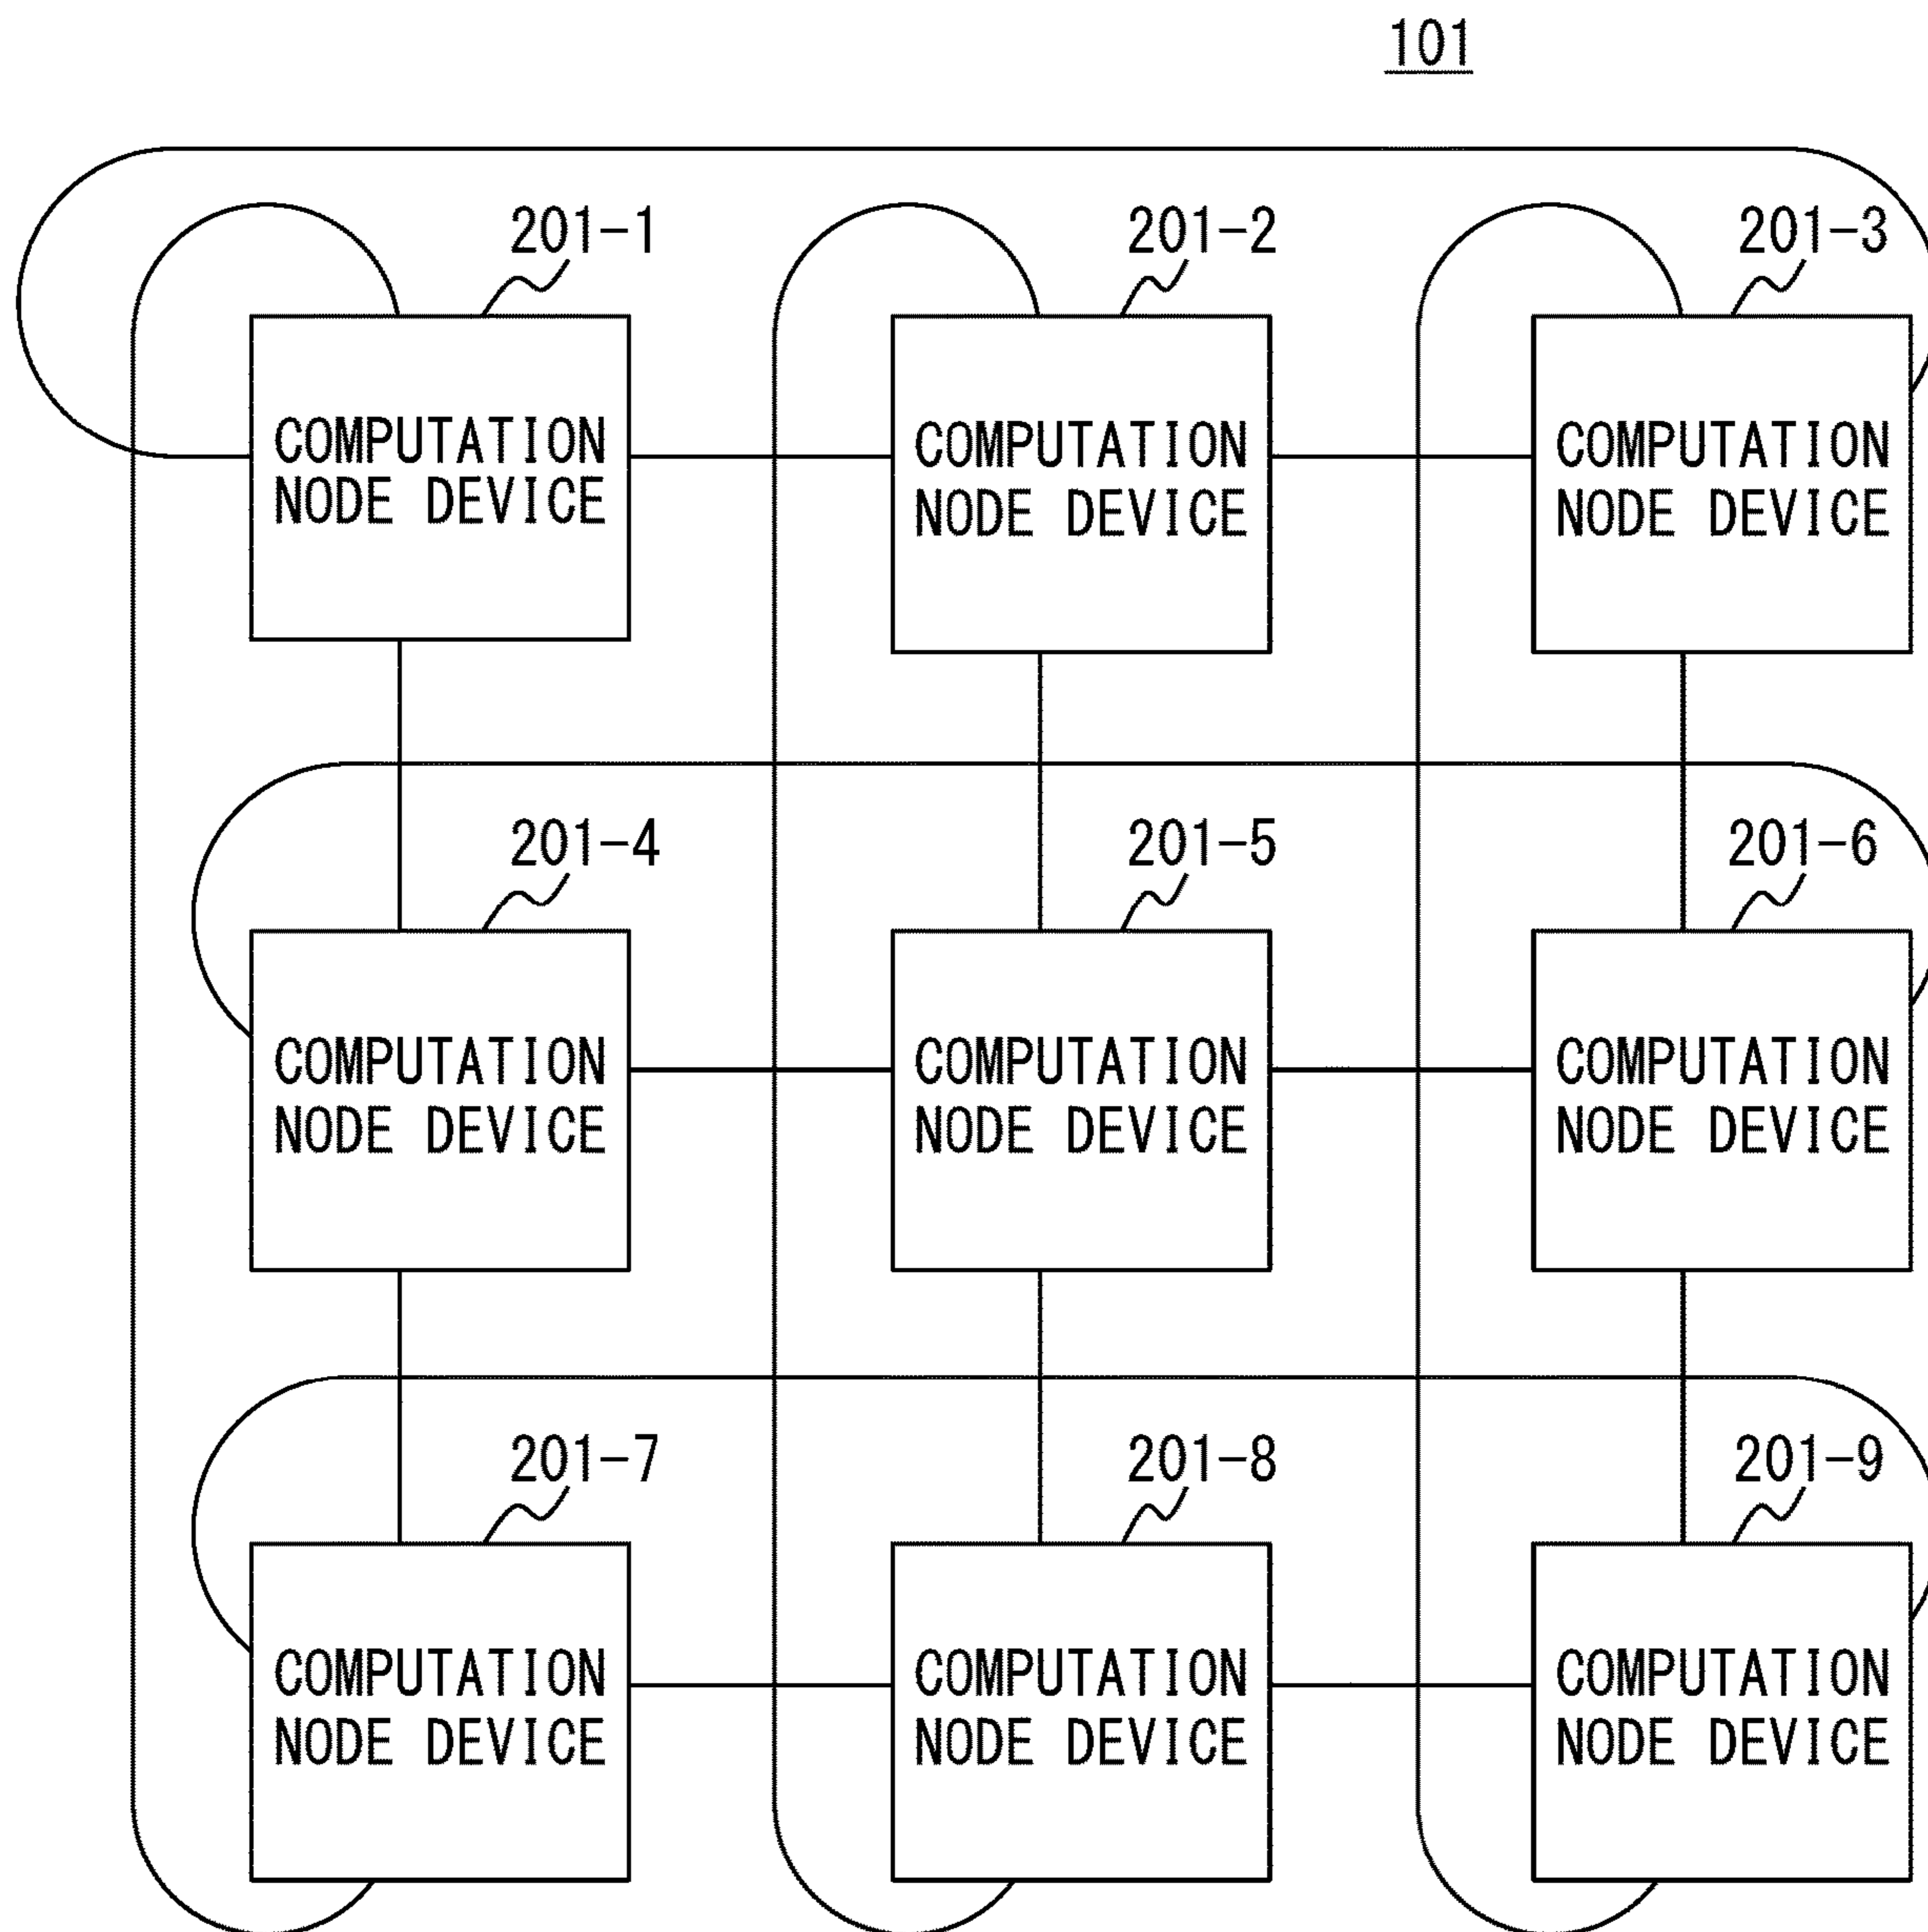 101
201-1
201-2
201-3
COMPUTATION
NODE DEVICE
COMPUTATION
NODE DEVICE
COMPUTATION
NODE DEVICE
201-4
201-5
201-6
COMPUTATION
NODE DEVICE
COMPUTATION
NODE DEVICE
COMPUTATION
NODE DEVICE
201-7
201-8
201-9
COMPUTATION
NODE DEVICE
COMPUTATION
NODE DEVICE
COMPUTATION
NODE DEVICE